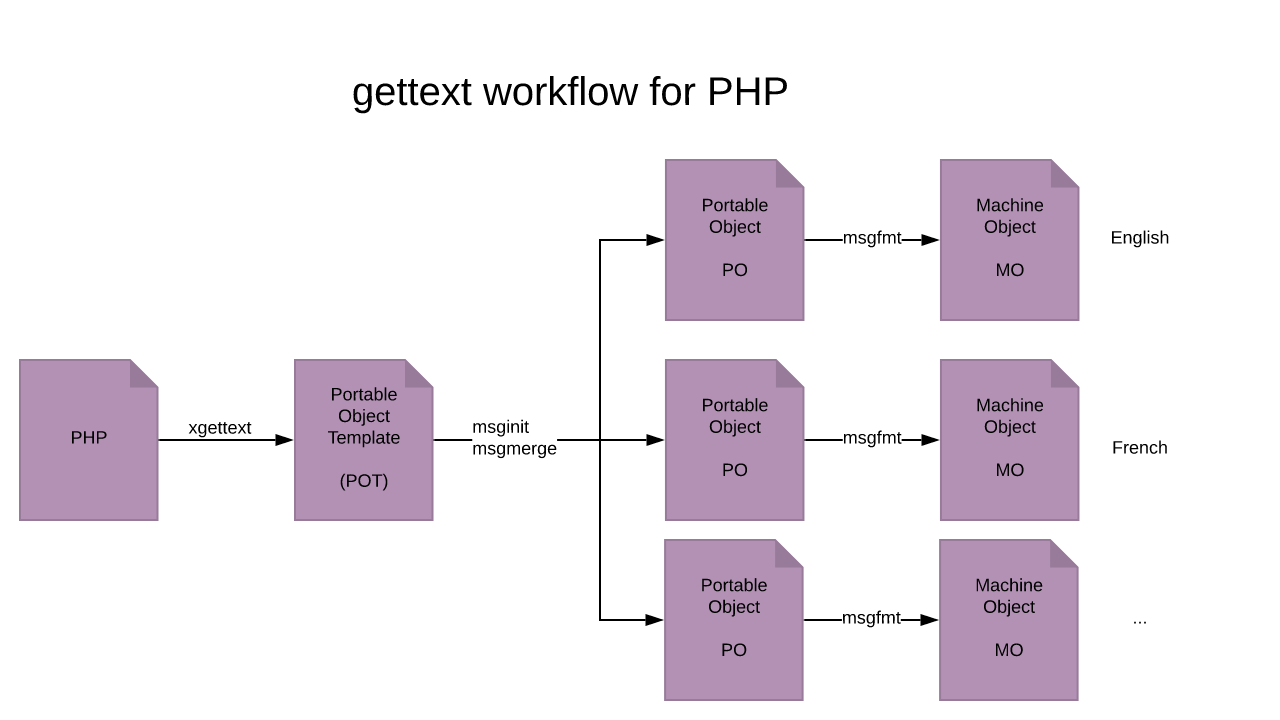 gettext workflow for PHP
PHP
xgettext
Portable
Object
Template
(POT)
msginit
msgmerge
Portable
Object
PO
msgfmt
Machine
Object
MO
English
Portable
Object
PO
msgfmt
Machine
Object
MO
French
Portable
Object
PO
msgfmt
Machine
Object
MO
...